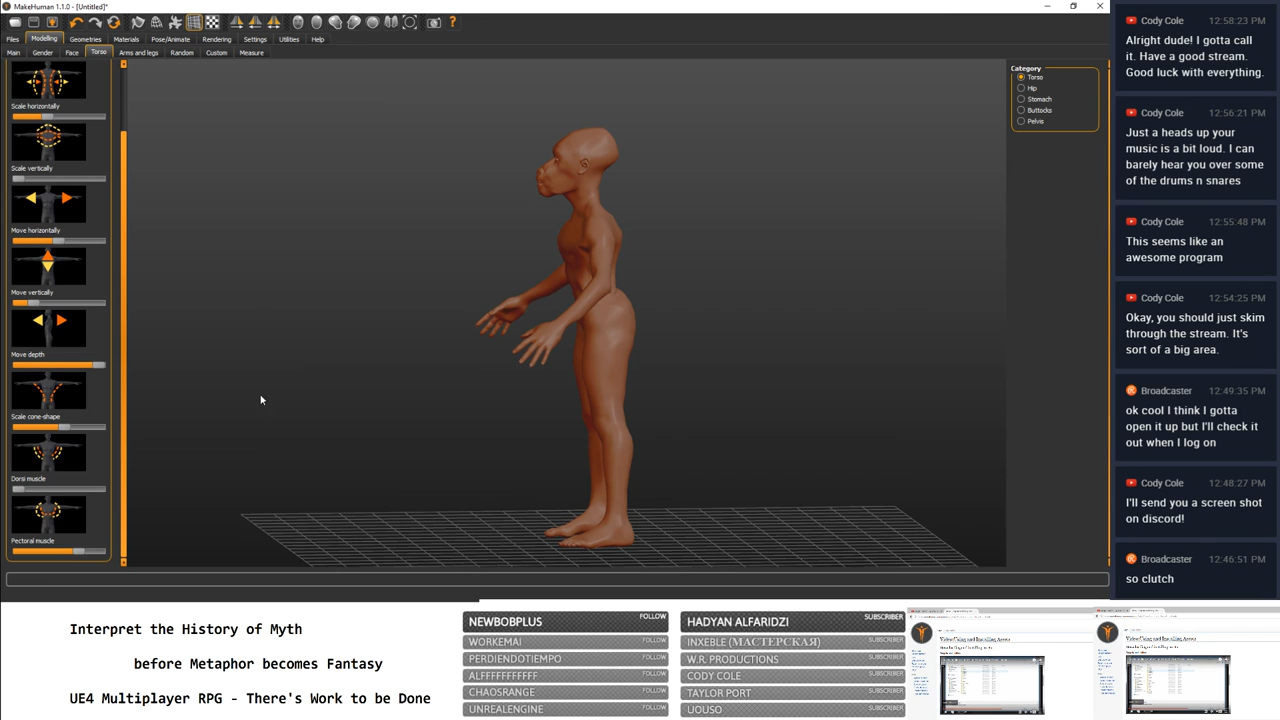 MakeHuman 1.1.0 - [Untitled]*
Files Modelling Geometries Materials Pose/Animate Rendering Settings Utilities Help
Main Gender Face Torso Arms and legs Random Custom Measure
Scale horizontally
Scale vertically
Move horizontally
Move vertically
Move depth
Scale cone-shape
Dorsi muscle
Pectoral muscle
Category
Torso
Hip
Stomach
Buttocks
Pelvis
Cody Cole 12:58:23 PM
Alright dude! I gotta call
it. Have a good stream.
Good luck with everything.
Cody Cole 12:56:21 PM
Just a heads up your
music is a bit loud. I can
barely hear you over some
of the drums n snares
Cody Cole 12:55:48 PM
This seems like an
awesome program
Cody Cole 12:54:25 PM
Okay, you should just skim
through the stream. It's
sort of a big area.
Broadcaster 12:49:35 PM
ok cool I think I gotta
open it up but I'll check it
out when I log on
Cody Cole 12:48:27 PM
I'll send you a screen shot
on discord!
Broadcaster 12:46:51 PM
so clutch
Interpret the History of Myth
before Metaphor becomes Fantasy
UE4 Multiplayer RPG - There's Work to be Done
NEWBOBPLUS FOLLOW
WORKEMAI FOLLOW
PERDIENDOTIEMPO FOLLOW
ALFFFFFFFFFF FOLLOW
CHAOSRANGE FOLLOW
UNREALENGINE FOLLOW
HADYAN ALFARIDZI SUBSCRIBER
INXEBLE (МАСТЕРСКАЯ) SUBSCRIBER
W.R. PRODUCTIONS SUBSCRIBER
CODY COLE SUBSCRIBER
TAYLOR PORT SUBSCRIBER
UOUSO SUBSCRIBER